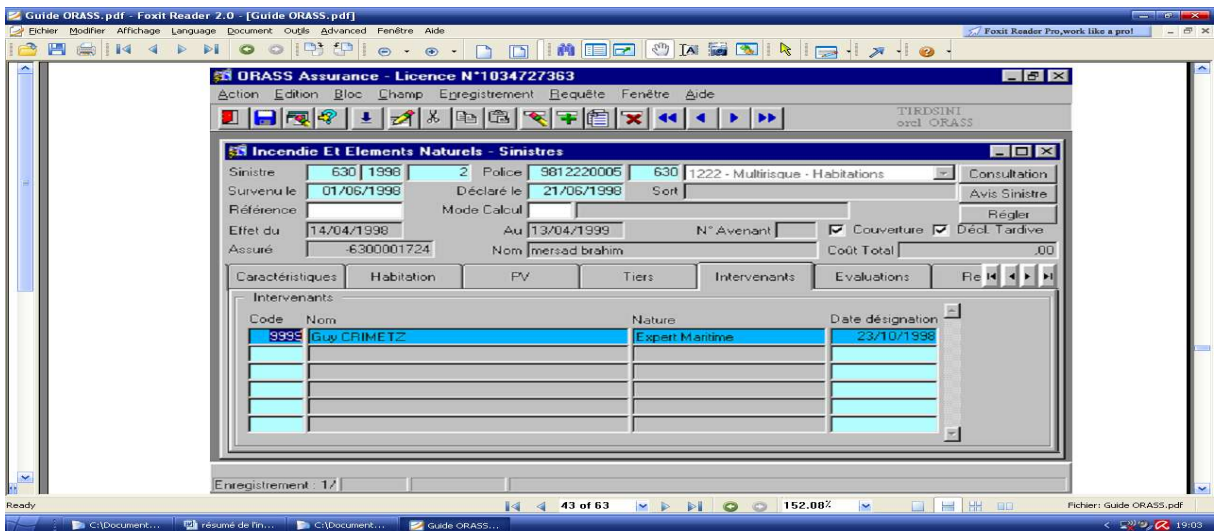 Guide ORASS.pdf - Foxit Reader 2.0 - [Guide ORASS.pdf]
Fichier Modifier Affichage Language Document Outils Advanced Fenêtre Aide
Foxit Reader Pro,work like a pro!
ORASS Assurance - Licence N°1034727363
Action Edition Bloc Champ Enregistrement Requête Fenêtre Aide
TIRDSINI
orcl ORASS
Incendie Et Elements Naturels - Sinistres
Sinistre 630 1998 2 Police 9812220005 630 1222 - Multirisque - Habitations Consultation
Survenu le 01/06/1998 Déclaré le 21/06/1998 Sort Avis Sinistre
Référence Mode Calcul Régler
Effet du 14/04/1998 Au 13/04/1999 N° Avenant Couverture Décl. Tardive
Assuré -6300001724 Nom mersad brahim Coût Total ,00
Caractéristiques Habitation PV Tiers Intervenants Evaluations Re
Intervenants
Code Nom Nature Date désignation
9999 Guy CRIMETZ Expert Maritime 23/10/1998
Enregistrement : 1/
Ready 43 of 63 152.08% Fichier: Guide ORASS.pdf
C:\Document... résumé de l'in... C:\Document... Guide ORASS... 19:03